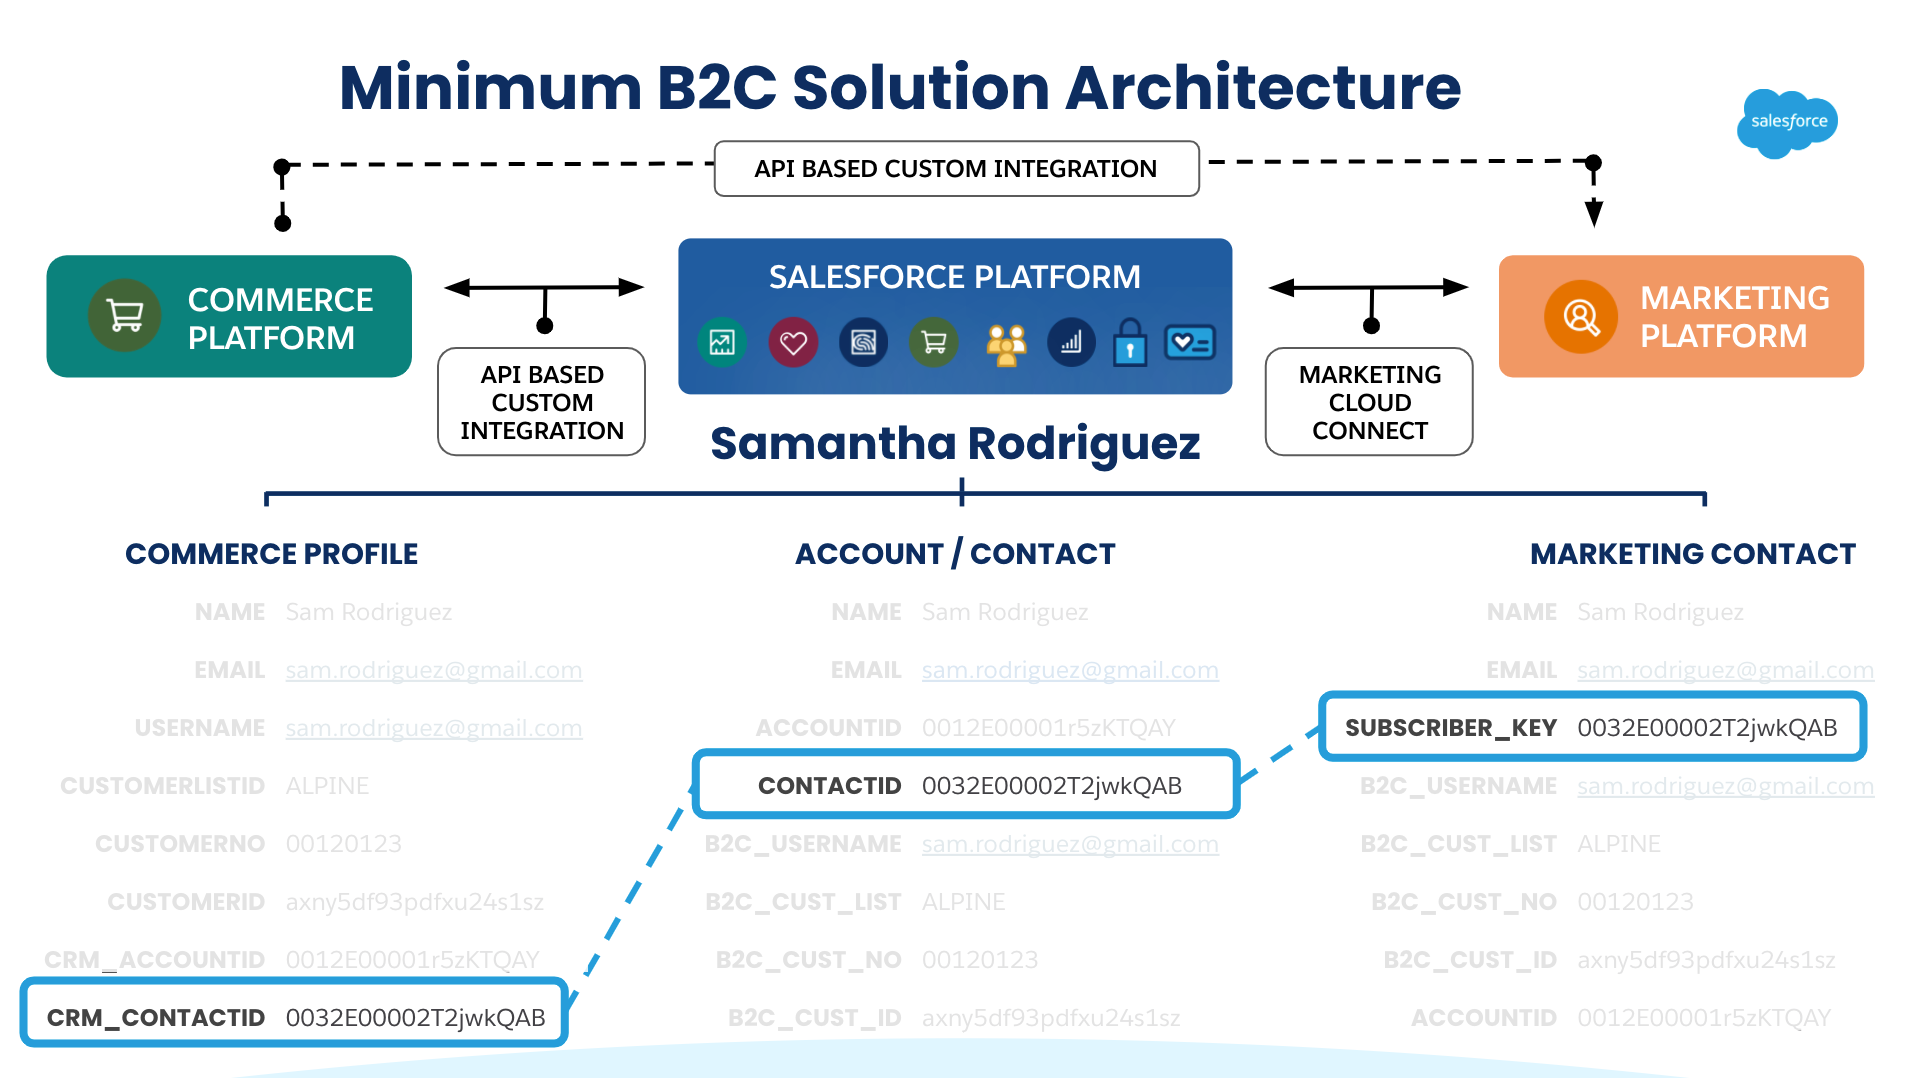 Minimum B2C Solution Architecture
salesforce
API BASED CUSTOM INTEGRATION
COMMERCE
PLATFORM
SALESFORCE PLATFORM
MARKETING
PLATFORM
API BASED
CUSTOM
INTEGRATION
MARKETING
CLOUD
CONNECT
Samantha Rodriguez
COMMERCE PROFILE
NAME Sam Rodriguez
EMAIL sam.rodriguez@gmail.com
USERNAME sam.rodriguez@gmail.com
CUSTOMERLISTID ALPINE
CUSTOMERNO 00120123
CUSTOMERID axny5df93pdfxu24s1sz
CRM_ACCOUNTID 0012E00001r5zKTQAY
CRM_CONTACTID 0032E00002T2jwkQAB
ACCOUNT / CONTACT
NAME Sam Rodriguez
EMAIL sam.rodriguez@gmail.com
ACCOUNTID 0012E00001r5zKTQAY
CONTACTID 0032E00002T2jwkQAB
B2C_USERNAME sam.rodriguez@gmail.com
B2C_CUST_LIST ALPINE
B2C_CUST_NO 00120123
B2C_CUST_ID axny5df93pdfxu24s1sz
MARKETING CONTACT
NAME Sam Rodriguez
EMAIL sam.rodriguez@gmail.com
SUBSCRIBER_KEY 0032E00002T2jwkQAB
B2C_USERNAME sam.rodriguez@gmail.com
B2C_CUST_LIST ALPINE
B2C_CUST_NO 00120123
B2C_CUST_ID axny5df93pdfxu24s1sz
ACCOUNTID 0012E00001r5zKTQAY